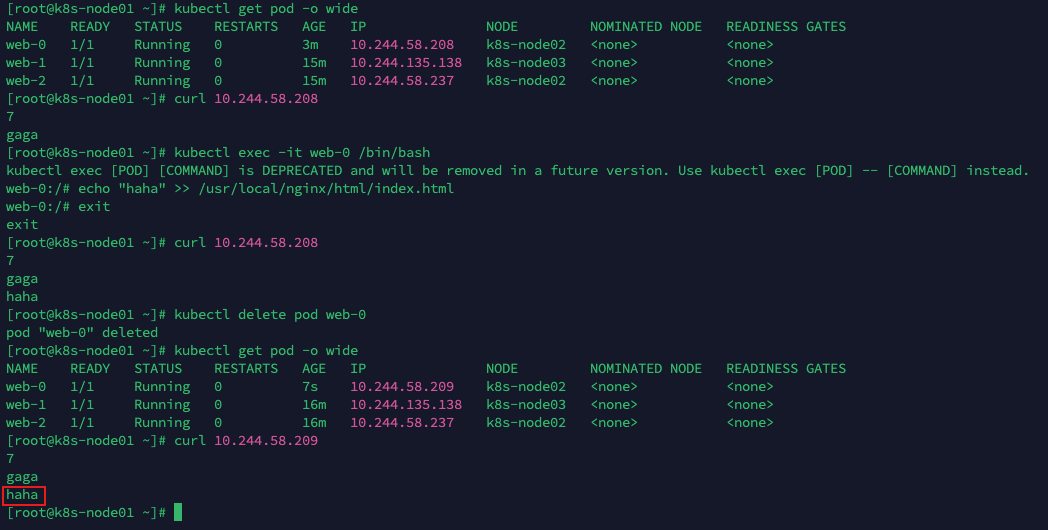 [root@k8s-node01 ~]# kubectl get pod -o wide
NAME READY STATUS RESTARTS AGE IP NODE NOMINATED NODE READINESS GATES
web-0 1/1 Running 0 3m 10.244.58.208 k8s-node02 <none> <none>
web-1 1/1 Running 0 15m 10.244.135.138 k8s-node03 <none> <none>
web-2 1/1 Running 0 15m 10.244.58.237 k8s-node02 <none> <none>
[root@k8s-node01 ~]# curl 10.244.58.208
7
gaga
[root@k8s-node01 ~]# kubectl exec -it web-0 /bin/bash
kubectl exec [POD] [COMMAND] is DEPRECATED and will be removed in a future version. Use kubectl exec [POD] -- [COMMAND] instead.
web-0:/# echo "haha" >> /usr/local/nginx/html/index.html
web-0:/# exit
exit
[root@k8s-node01 ~]# curl 10.244.58.208
7
gaga
haha
[root@k8s-node01 ~]# kubectl delete pod web-0
pod "web-0" deleted
[root@k8s-node01 ~]# kubectl get pod -o wide
NAME READY STATUS RESTARTS AGE IP NODE NOMINATED NODE READINESS GATES
web-0 1/1 Running 0 7s 10.244.58.209 k8s-node02 <none> <none>
web-1 1/1 Running 0 16m 10.244.135.138 k8s-node03 <none> <none>
web-2 1/1 Running 0 16m 10.244.58.237 k8s-node02 <none> <none>
[root@k8s-node01 ~]# curl 10.244.58.209
7
gaga
haha
[root@k8s-node01 ~]#